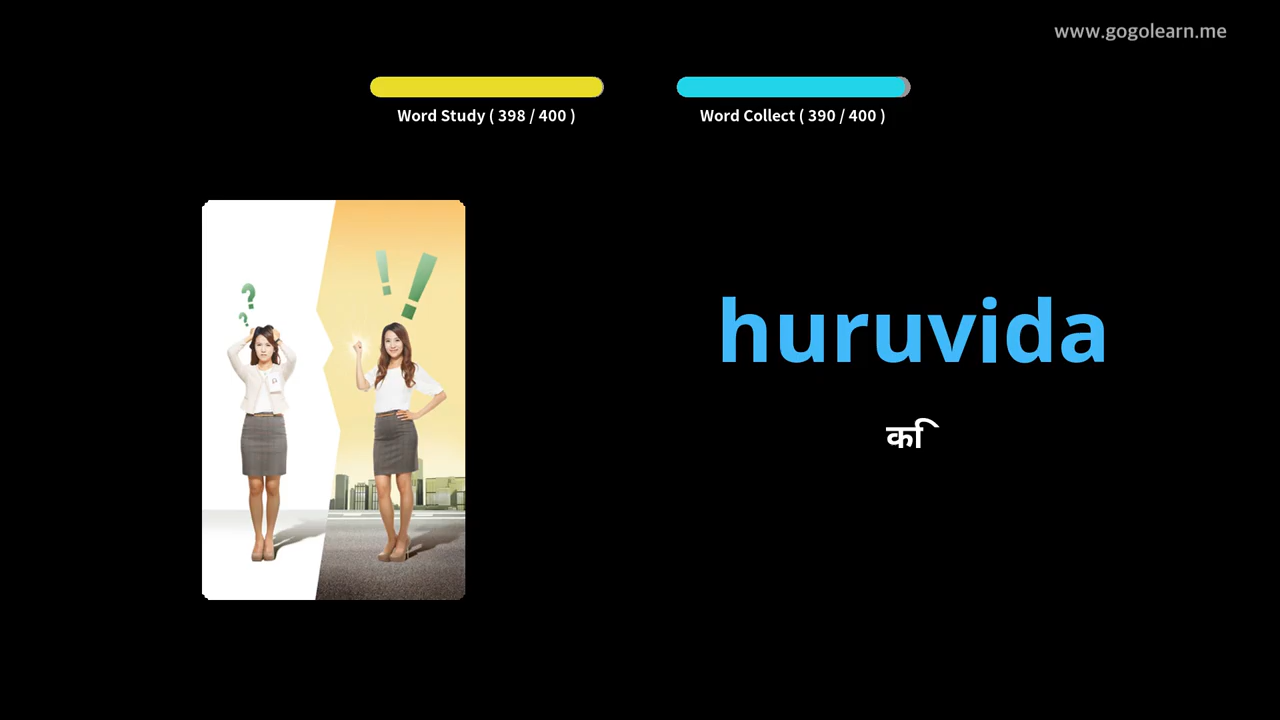 www.gogolearn.me
Word Study ( 398 / 400 )
Word Collect ( 390 / 400 )
? !!
?
huruvida
कि